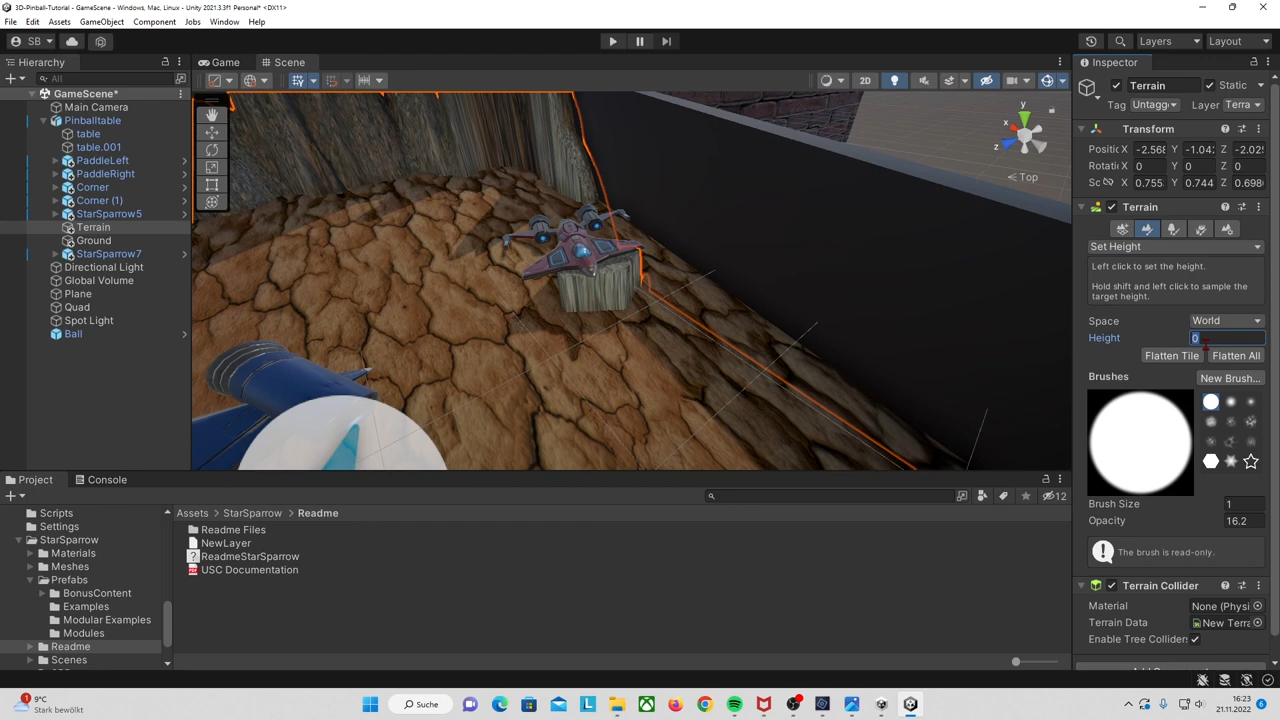 3D-Pinball-Tutorial - GameScene - Windows, Mac, Linux - Unity 2021.3.3f1 Personal* <DX11>
File Edit Assets GameObject Component Jobs Window Help
SB Layers Layout
Hierarchy Game Scene Inspector
All 2D
GameScene*
Main Camera
Pinballtable
table
table.001
PaddleLeft
PaddleRight
Corner
Corner (1)
StarSparrow5
Terrain
Ground
StarSparrow7
Directional Light
Global Volume
Plane
Quad
Spot Light
Ball
y
x
z
Top
Terrain Static
Tag Untagg Layer Terra
Transform
Positic X -2.568 Y -1.042 Z -2.025
Rotatic X 0 Y 0 Z 0
Sc X 0.755 Y 0.744 Z 0.698
Terrain
Set Height
Left click to set the height.
Hold shift and left click to sample the
target height.
Space World
Height 0
Flatten Tile Flatten All
Brushes New Brush...
Brush Size 1
Opacity 16.2
The brush is read-only.
Terrain Collider
Material None (Physi
Terrain Data New Terra
Enable Tree Colliders
Project Console
12
Scripts
Settings
StarSparrow
Materials
Meshes
Prefabs
BonusContent
Examples
Modular Examples
Modules
Readme
Scenes
Assets > StarSparrow > Readme
Readme Files
NewLayer
ReadmeStarSparrow
USC Documentation
1
9°C
Stark bewölkt
Suche
16:23
21.11.2022